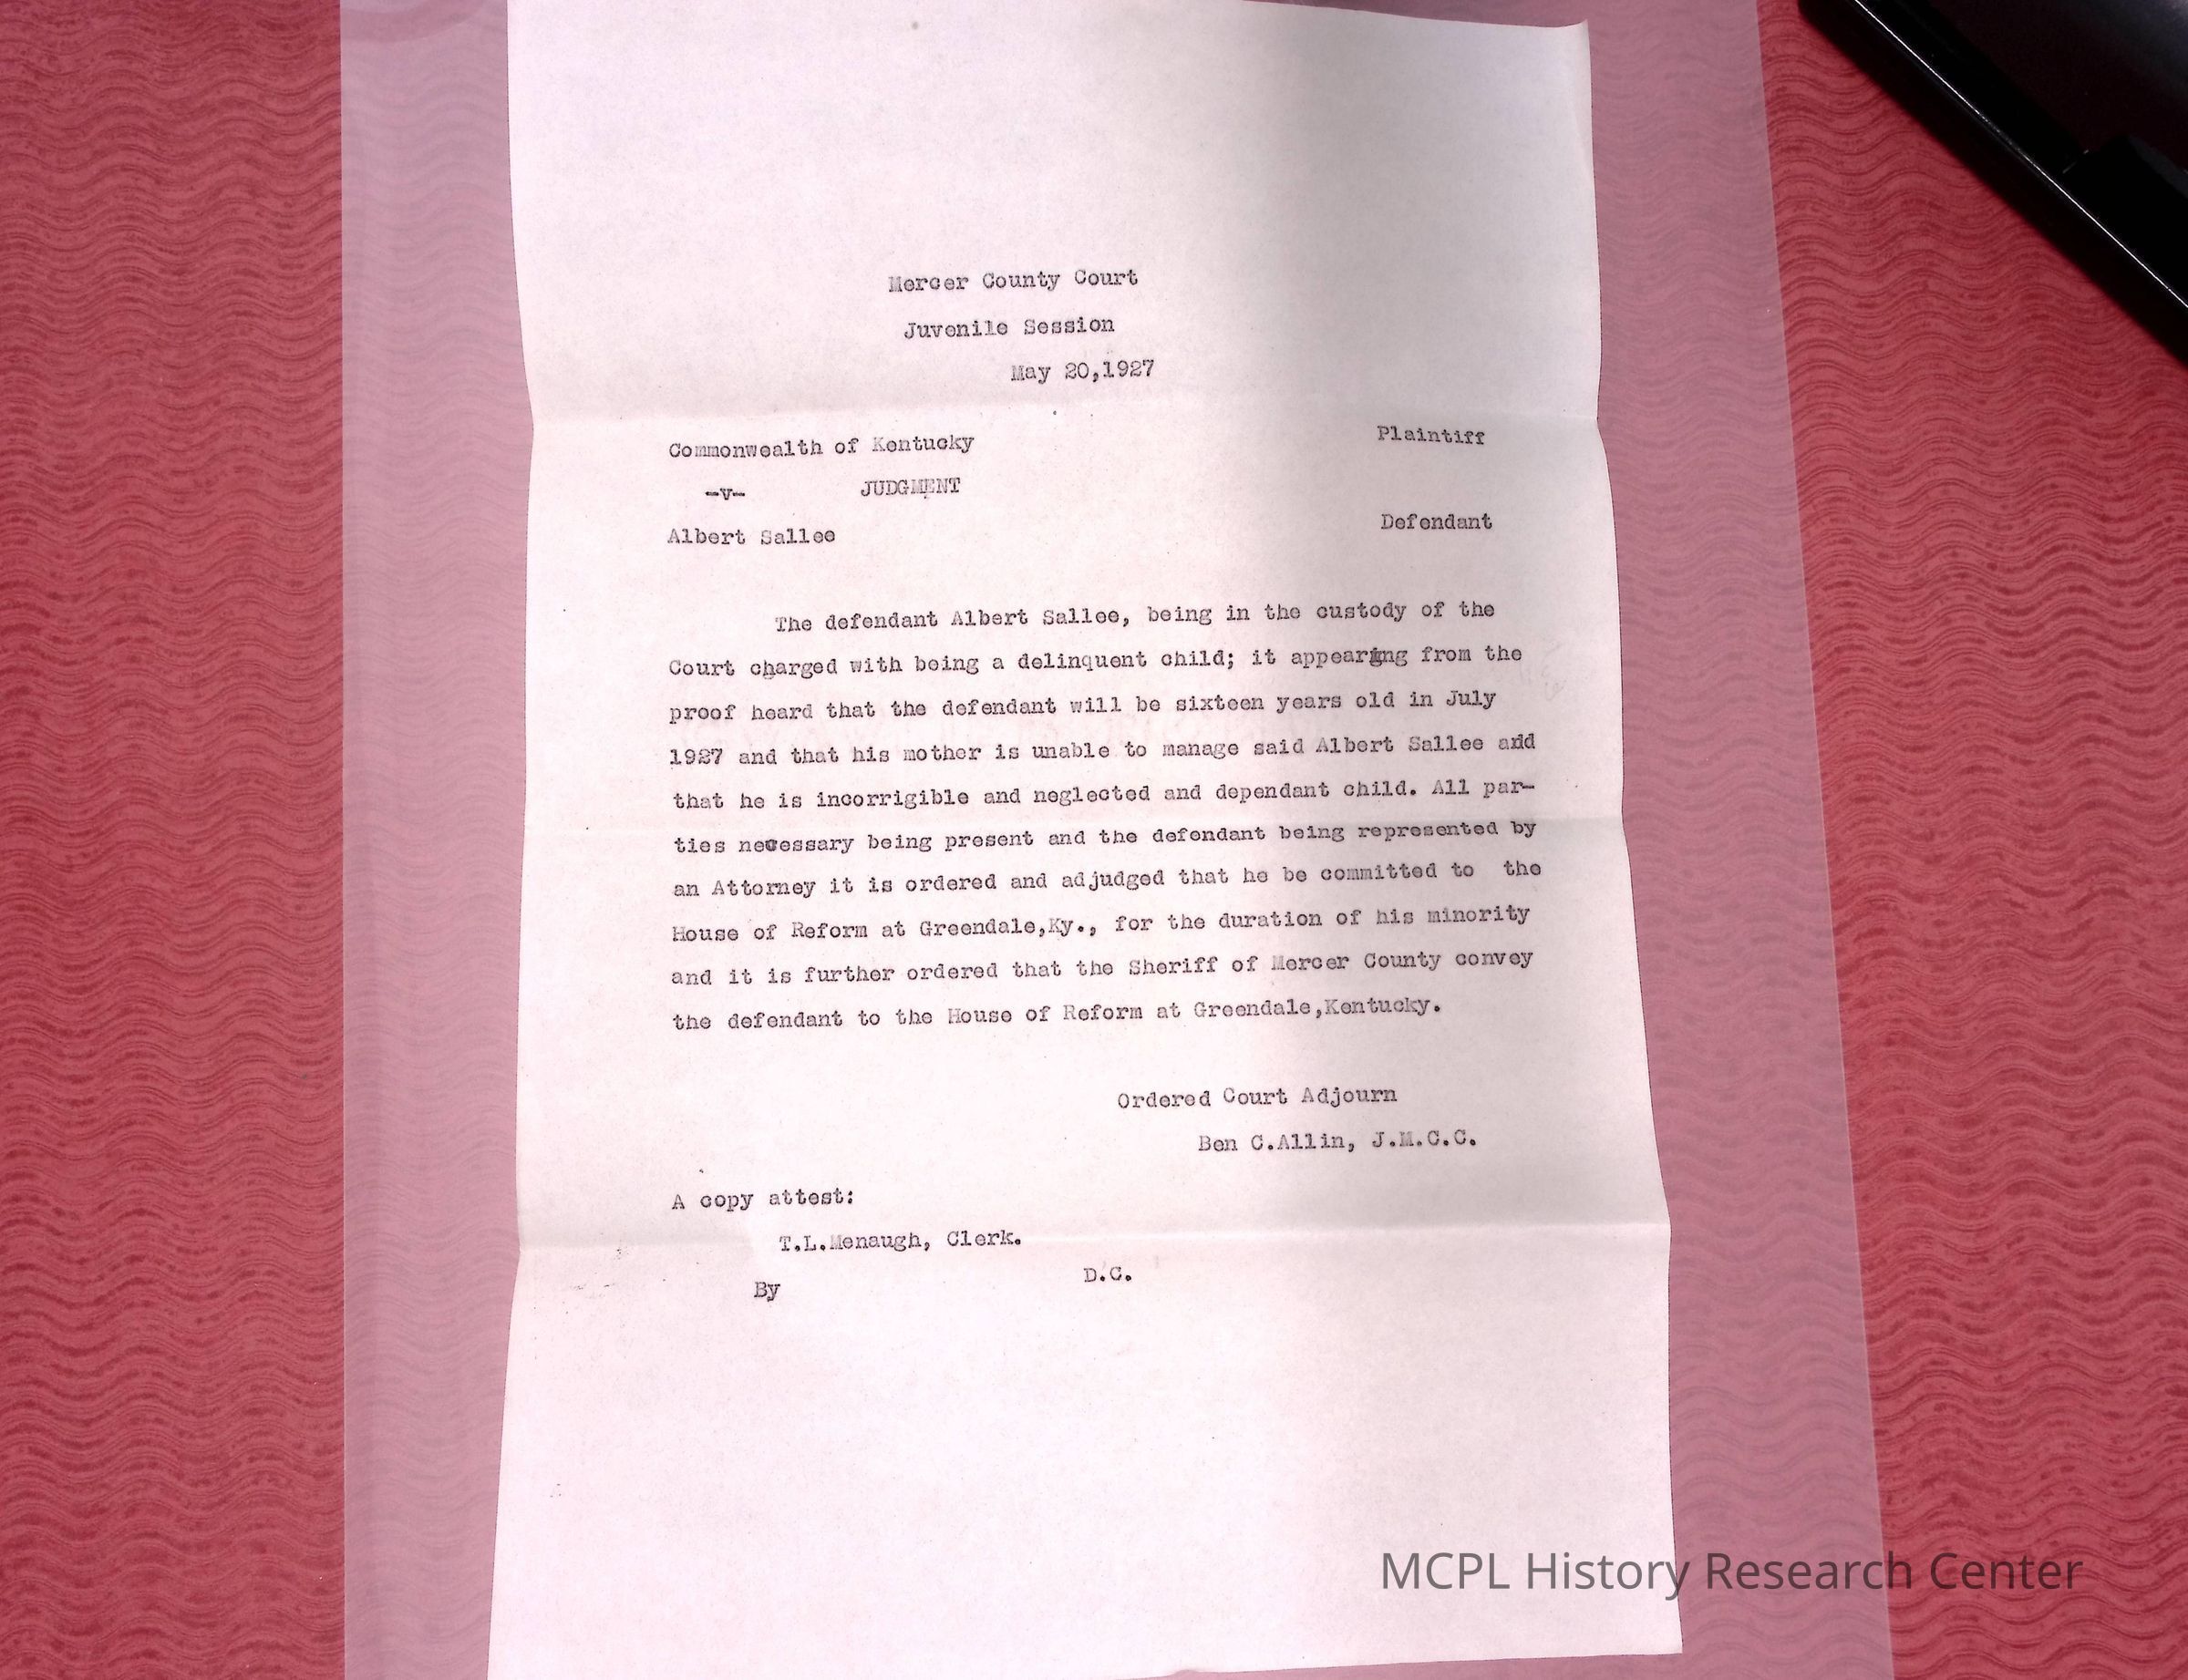 Mercer County Court
Juvenile Session
May 20,1927
Commonwealth of Kentucky Plaintiff
-v- JUDGMENT
Albert Sallee Defendant
The defendant Albert Sallee, being in the custody of the
Court charged with being a delinquent child; it appearing from the
proof heard that the defendant will be sixteen years old in July
1927 and that his mother is unable to manage said Albert Sallee and
that he is incorrigible and neglected and dependant child. All par-
ties necessary being present and the defendant being represented by
an Attorney it is ordered and adjudged that he be committed to the
House of Reform at Greendale,Ky., for the duration of his minority
and it is further ordered that the Sheriff of Mercer County convey
the defendant to the House of Reform at Greendale,Kentucky.
Ordered Court Adjourn
Ben C.Allin, J.M.C.C.
A copy attest:
T.L.Menaugh, Clerk.
By D.C.
MCPL History Research Center